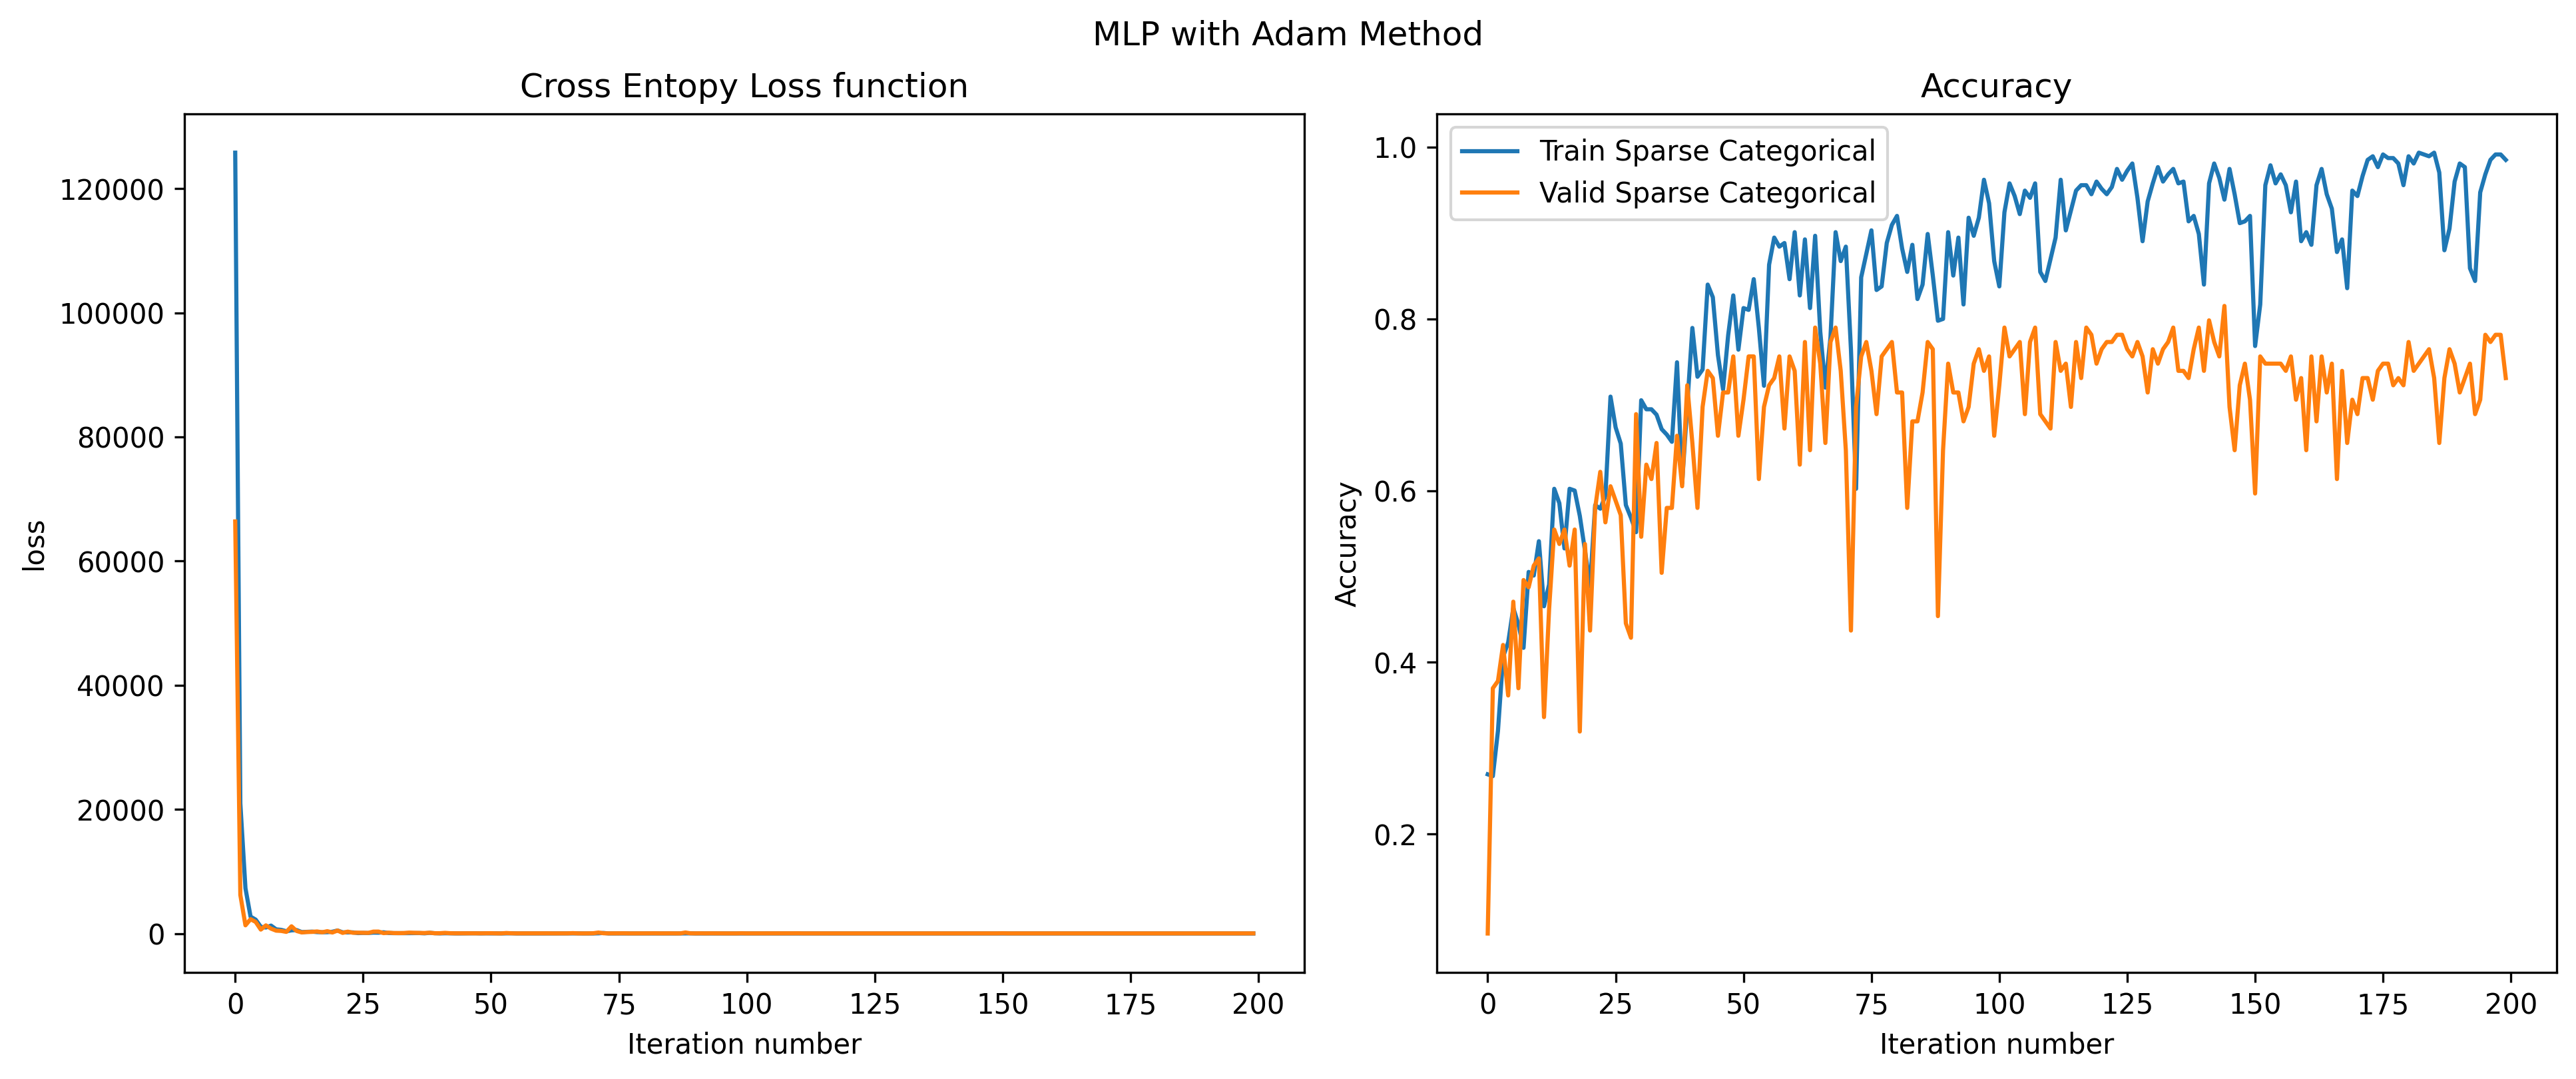 MLP with Adam Method
Cross Entopy Loss function
120000
100000
80000
60000
40000
20000
0
loss
0 25 50 75 100 125 150 175 200
Iteration number
Accuracy
Train Sparse Categorical
Valid Sparse Categorical
1.0
0.8
0.6
0.4
0.2
Accuracy
0 25 50 75 100 125 150 175 200
Iteration number